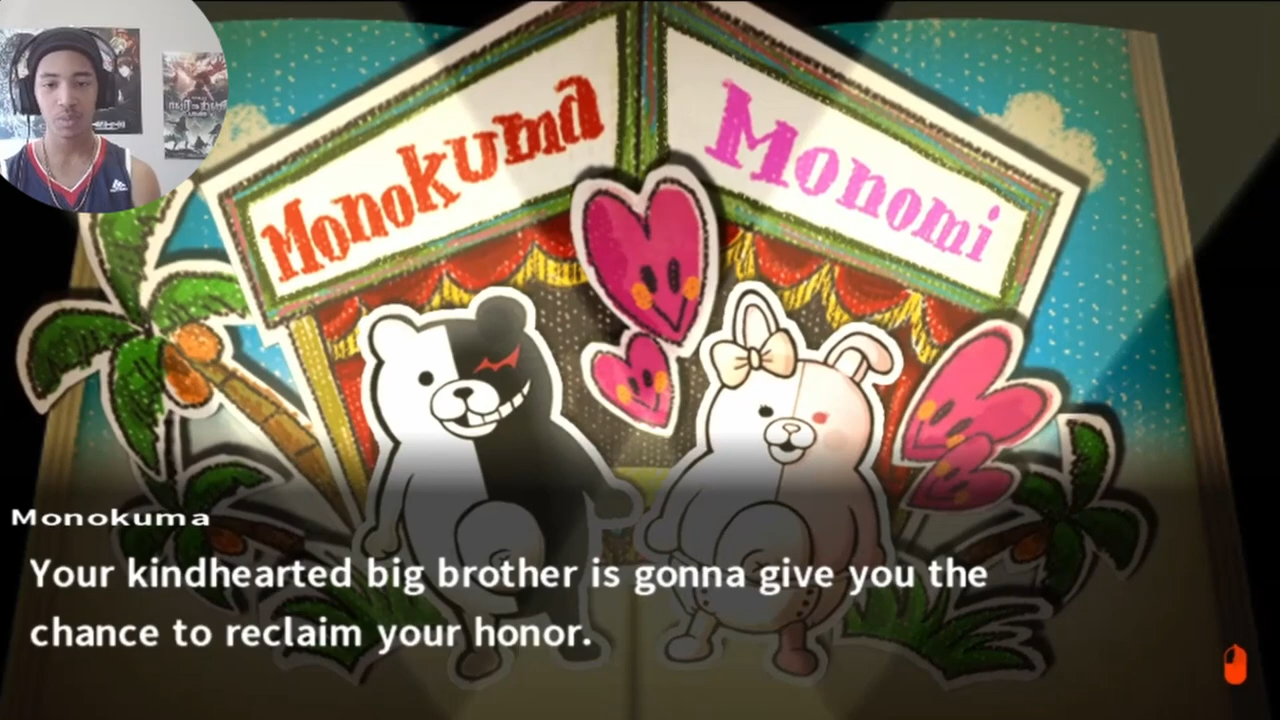 Monokuma
Monomi
Monokuma
Your kindhearted big brother is gonna give you the
chance to reclaim your honor.